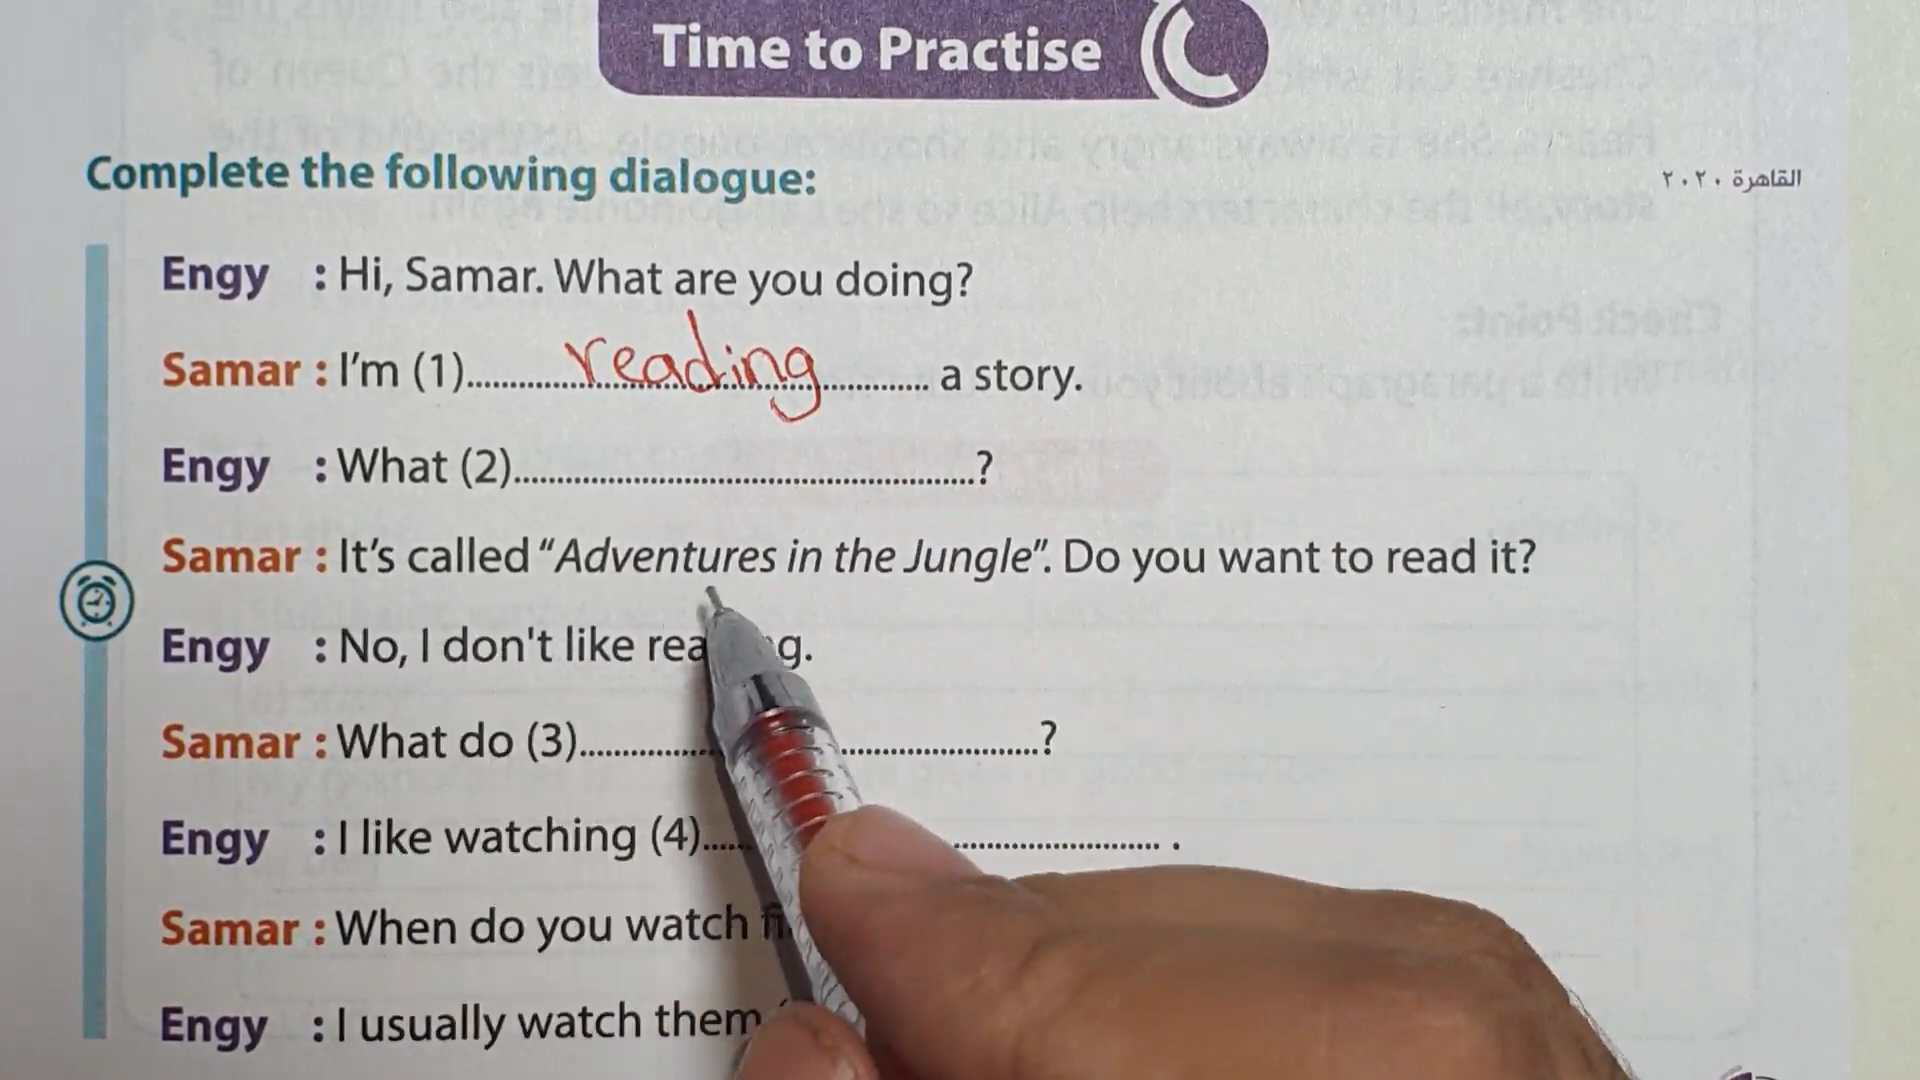 Time to Practise
Complete the following dialogue:
القاهرة ٢٠٢٠
Engy : Hi, Samar. What are you doing?
Samar : I'm (1).......... reading .......... a story.
Engy : What (2)..............................?
Samar : It's called "Adventures in the Jungle". Do you want to read it?
Engy : No, I don't like
Samar : What do (3)..............................?
Engy : I like watching (4).............................. .
Samar : When do you watch
Engy : I usually watch them